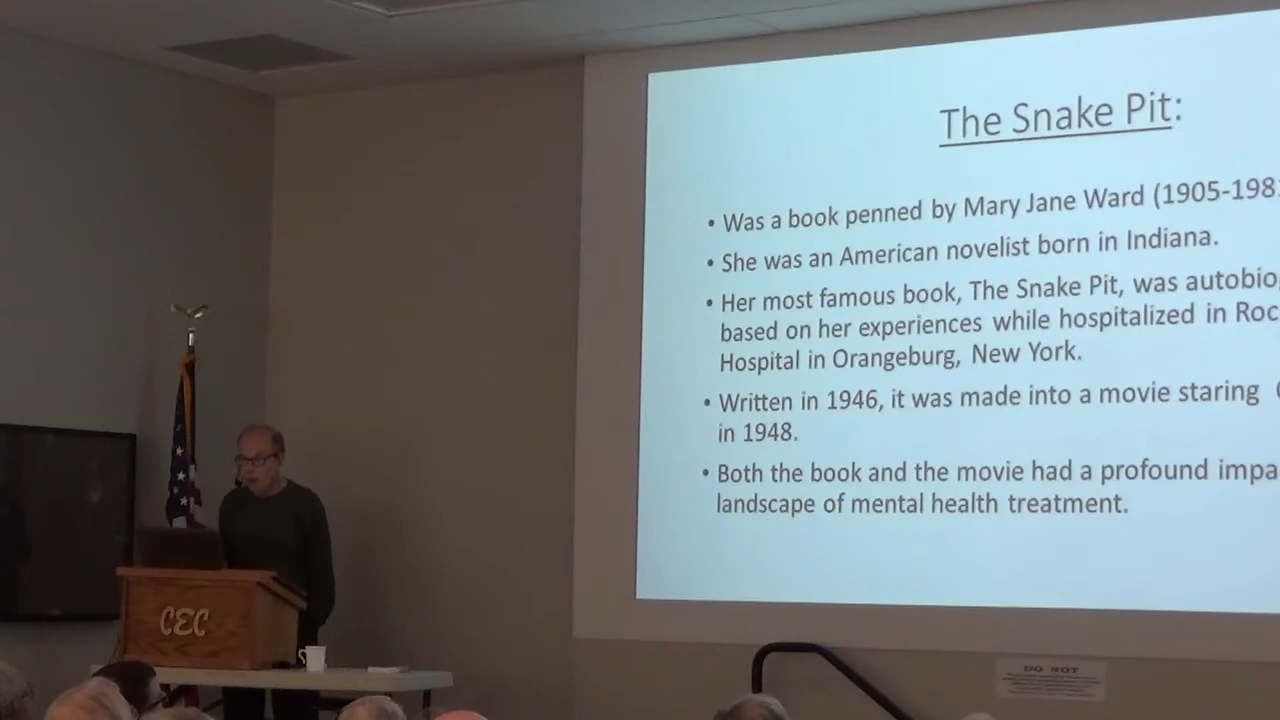 The Snake Pit:
• Was a book penned by Mary Jane Ward (1905-198
• She was an American novelist born in Indiana.
• Her most famous book, The Snake Pit, was autobio
based on her experiences while hospitalized in Roc
Hospital in Orangeburg, New York.
• Written in 1946, it was made into a movie staring
in 1948.
• Both the book and the movie had a profound impa
landscape of mental health treatment.
CEC
DO NOT